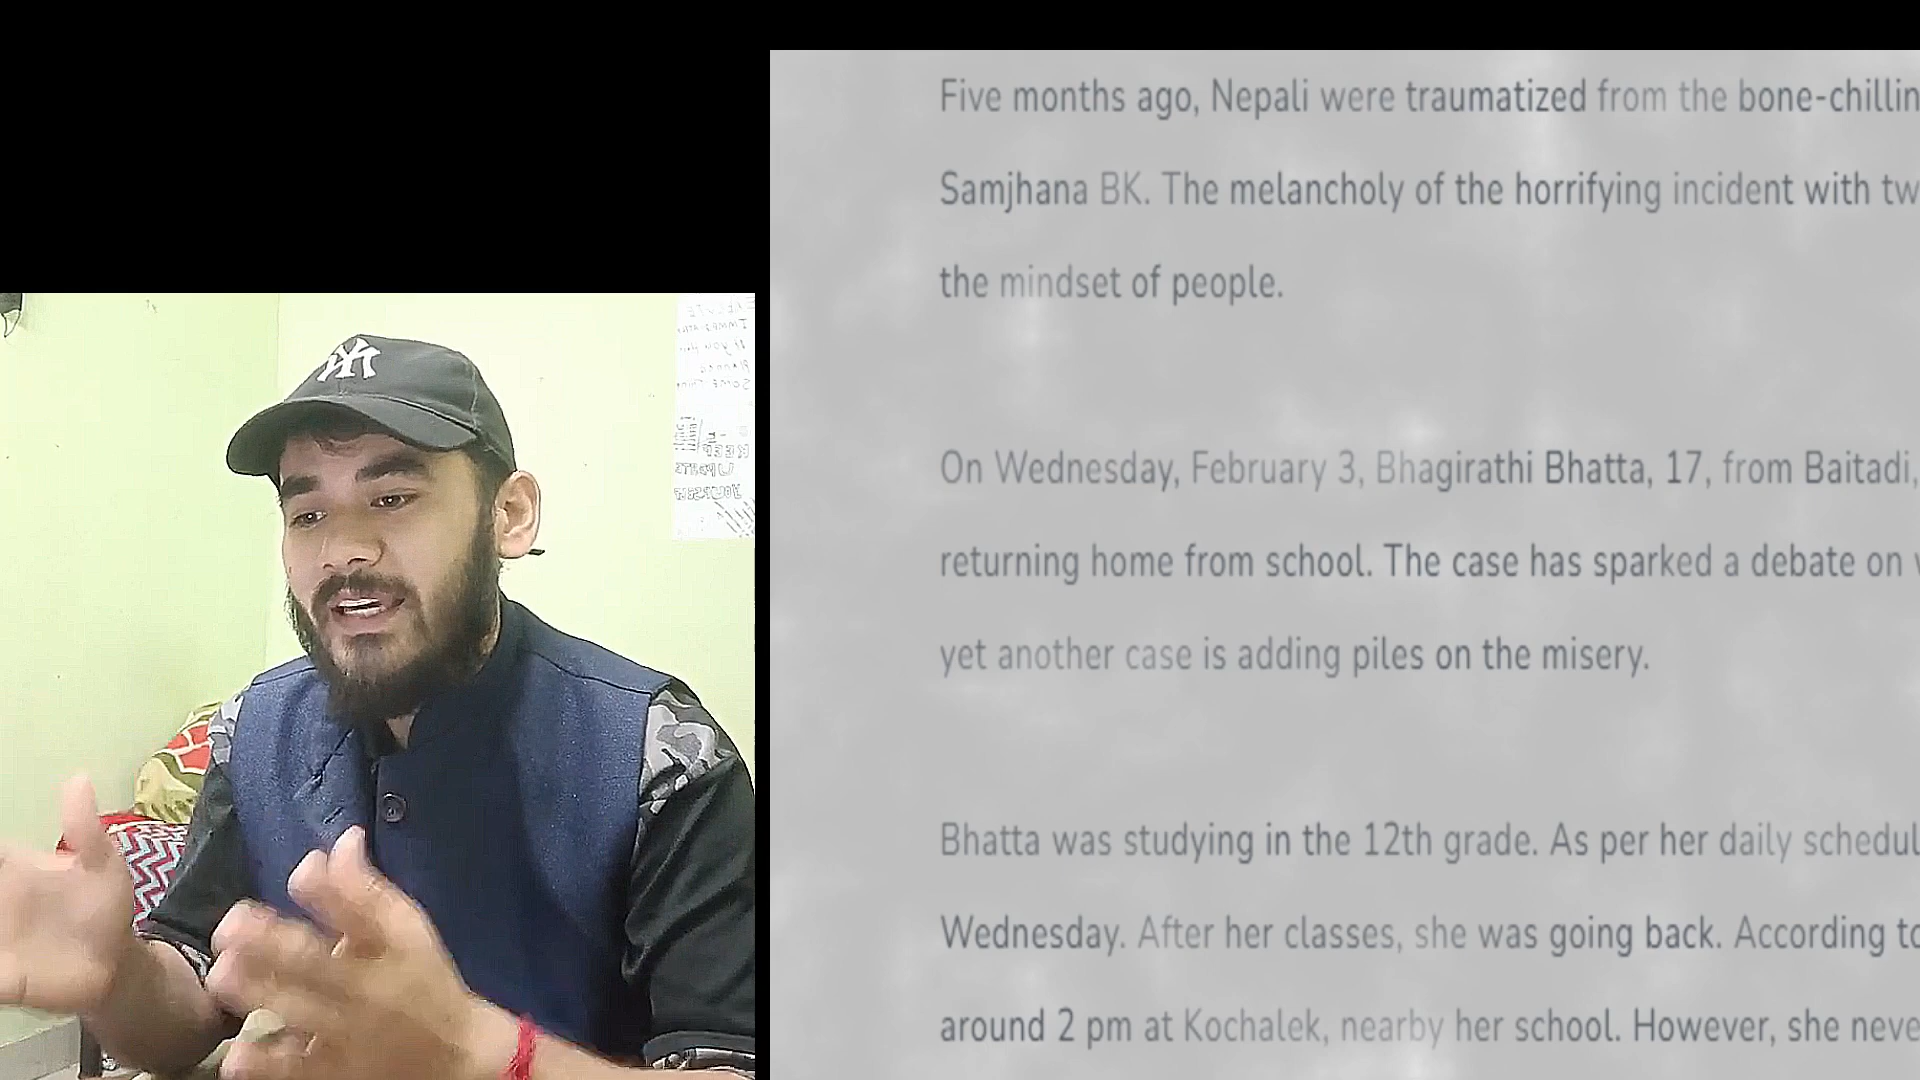 Five months ago, Nepali were traumatized from the bone-chillin
Samjhana BK. The melancholy of the horrifying incident with tw
the mindset of people.
On Wednesday, February 3, Bhagirathi Bhatta, 17, from Baitadi,
returning home from school. The case has sparked a debate on
yet another case is adding piles on the misery.
Bhatta was studying in the 12th grade. As per her daily schedul
Wednesday. After her classes, she was going back. According to
around 2 pm at Kochalek, nearby her school. However, she neve
NY
KEEP
UPDATE
YOURSELF